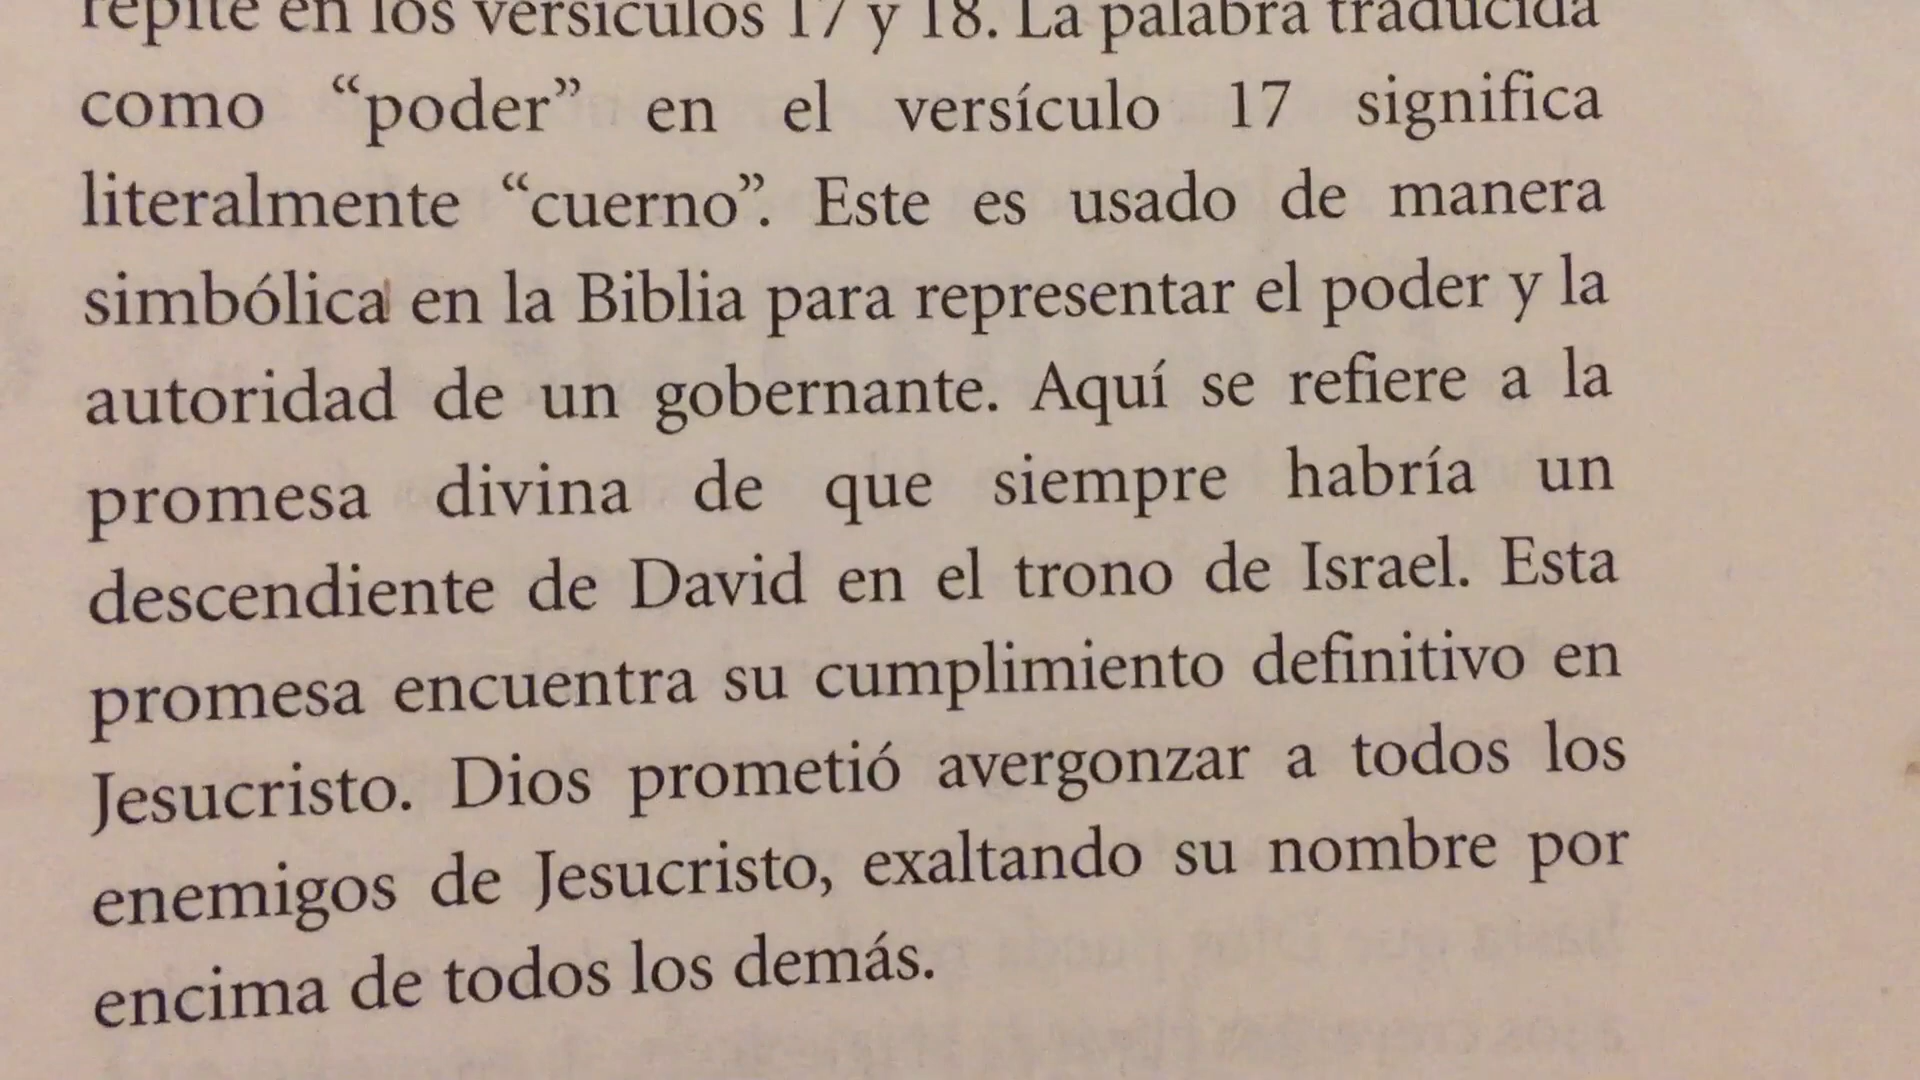 repite en los versículos 17 y 18. La palabra traducida
como “poder” en el versículo 17 significa
literalmente “cuerno”. Este es usado de manera
simbólica en la Biblia para representar el poder y la
autoridad de un gobernante. Aquí se refiere a la
promesa divina de que siempre habría un
descendiente de David en el trono de Israel. Esta
promesa encuentra su cumplimiento definitivo en
Jesucristo. Dios prometió avergonzar a todos los
enemigos de Jesucristo, exaltando su nombre por
encima de todos los demás.